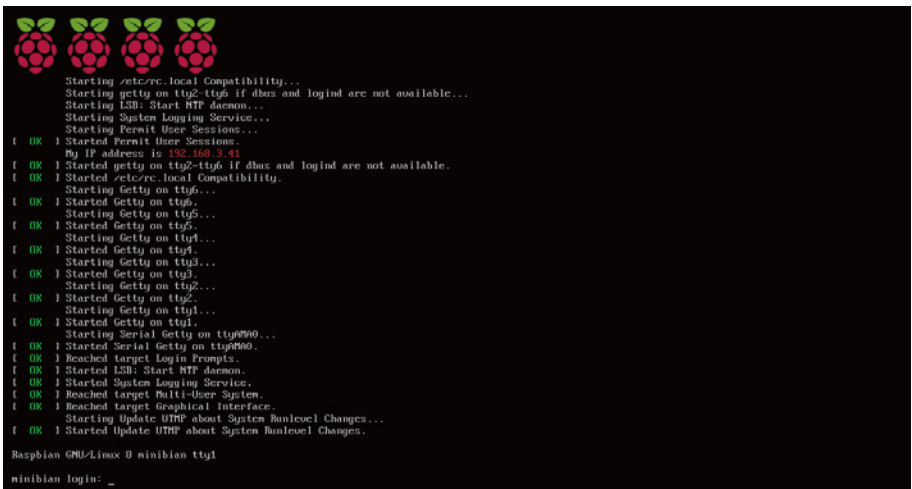 Starting /etc/rc.local Compatibility...
Starting getty on tty2-tty6 if dbus and logind are not available...
Starting LSB: Start NTP daemon...
Starting System Logging Service...
Starting Permit User Sessions...
[  OK  ] Started Permit User Sessions.
My IP address is 192.168.3.41
[  OK  ] Started getty on tty2-tty6 if dbus and logind are not available.
[  OK  ] Started /etc/rc.local Compatibility.
Starting Getty on tty6...
[  OK  ] Started Getty on tty6.
Starting Getty on tty5...
[  OK  ] Started Getty on tty5.
Starting Getty on tty4...
[  OK  ] Started Getty on tty4.
Starting Getty on tty3...
[  OK  ] Started Getty on tty3.
Starting Getty on tty2...
[  OK  ] Started Getty on tty2.
Starting Getty on tty1...
[  OK  ] Started Getty on tty1.
Starting Serial Getty on ttyAMA0...
[  OK  ] Started Serial Getty on ttyAMA0.
[  OK  ] Reached target Login Prompts.
[  OK  ] Started LSB: Start NTP daemon.
[  OK  ] Started System Logging Service.
[  OK  ] Reached target Multi-User System.
[  OK  ] Reached target Graphical Interface.
Starting Update UTMP about System Runlevel Changes...
[  OK  ] Started Update UTMP about System Runlevel Changes.
Raspbian GNU/Linux 8 minibian tty1
minibian login: _